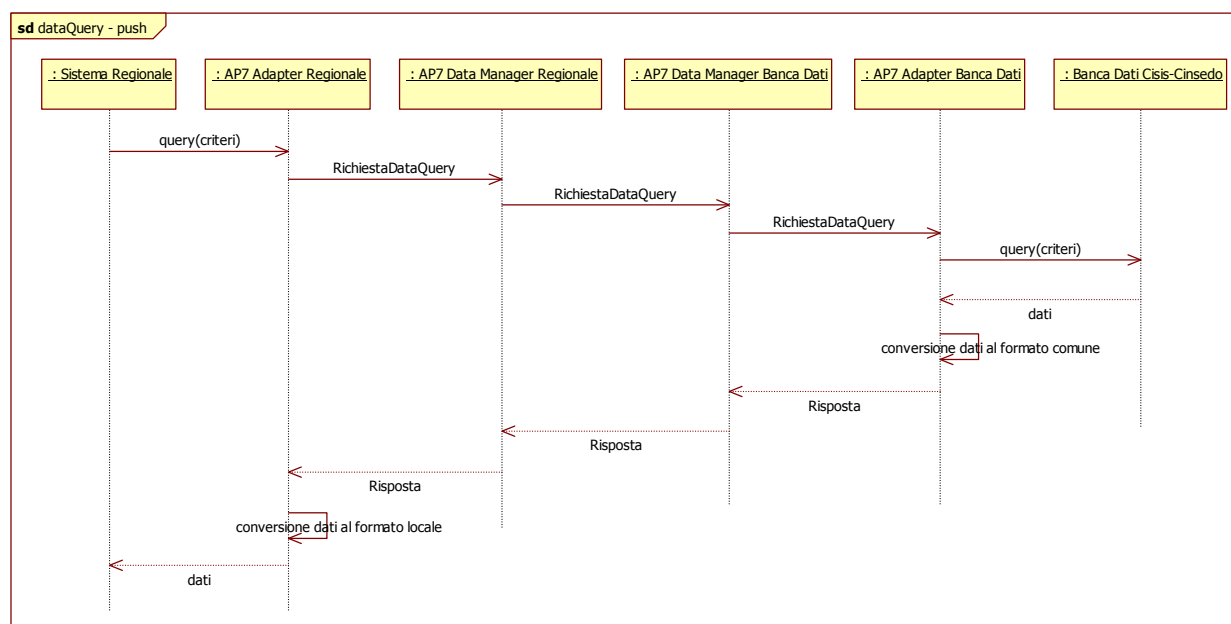 sd dataQuery - push
: Sistema Regionale
: AP7 Adapter Regionale
: AP7 Data Manager Regionale
: AP7 Data Manager Banca Dati
: AP7 Adapter Banca Dati
: Banca Dati Cisis-Cinsedo
query(criteri)
RichiestaDataQuery
RichiestaDataQuery
RichiestaDataQuery
query(criteri)
dati
conversione dati al formato comune
Risposta
Risposta
Risposta
conversione dati al formato locale
dati